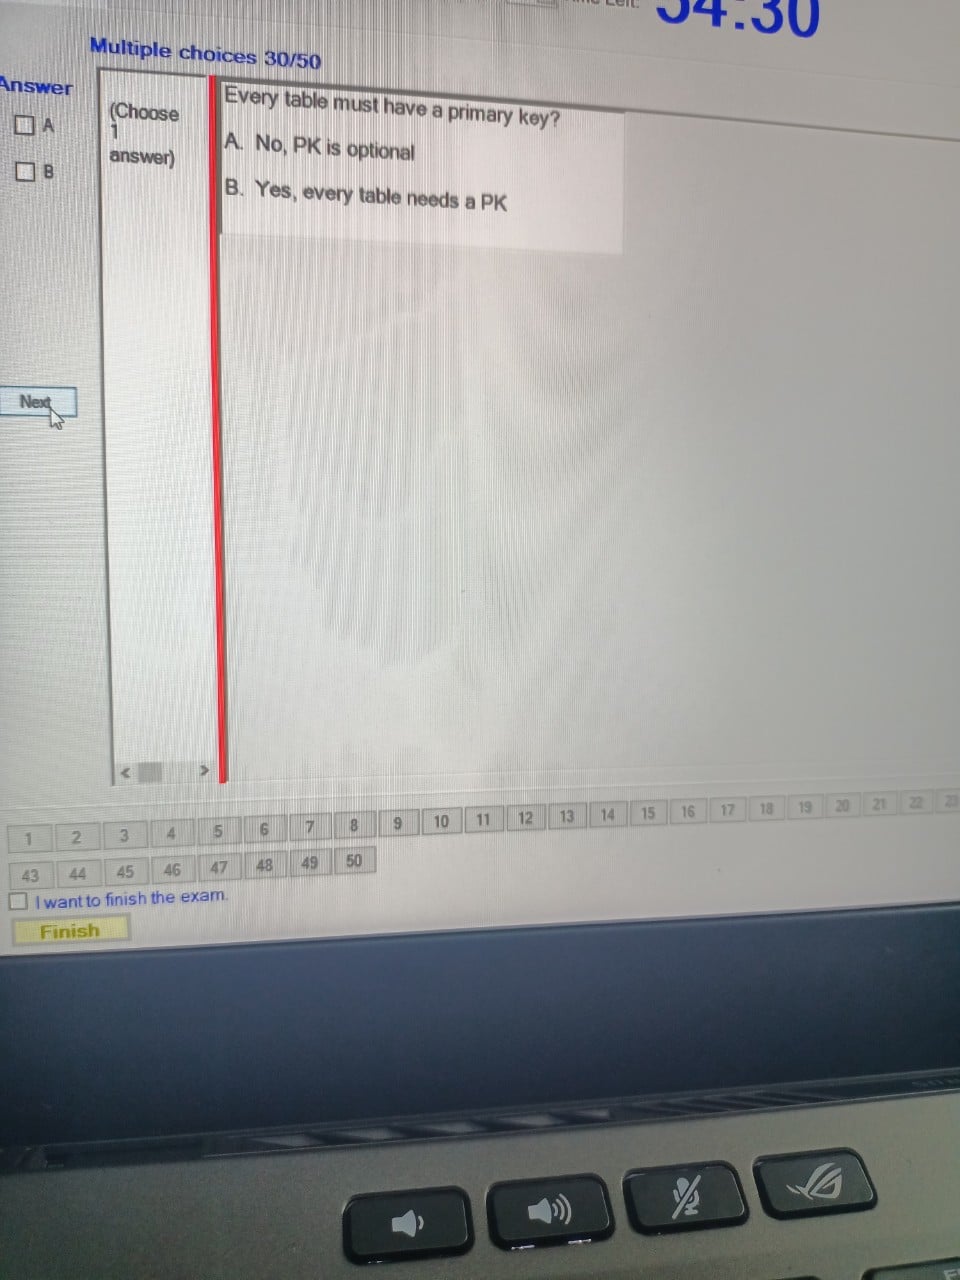 54:30
Multiple choices 30/50
Answer
A
B
(Choose
1
answer)
Every table must have a primary key?
A. No, PK is optional
B. Yes, every table needs a PK
Next
1 2 3 4 5 6 7 8 9 10 11 12 13 14 15 16 17 18 19 20 21 22 23
43 44 45 46 47 48 49 50
I want to finish the exam.
Finish